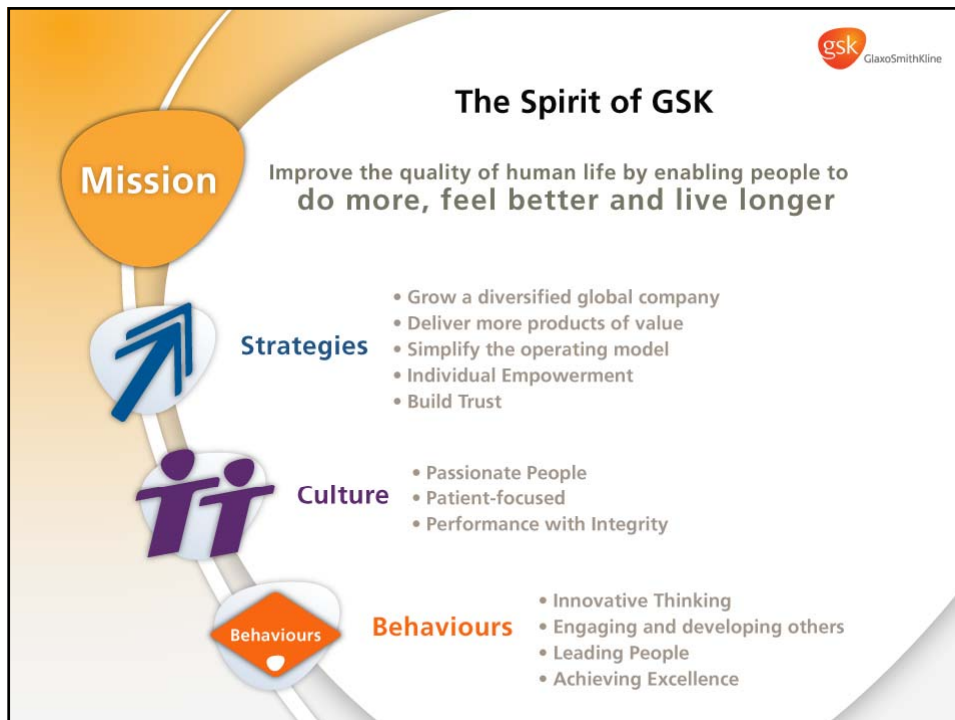 gsk
GlaxoSmithKline
The Spirit of GSK
Mission
Improve the quality of human life by enabling people to
do more, feel better and live longer
Strategies
• Grow a diversified global company
• Deliver more products of value
• Simplify the operating model
• Individual Empowerment
• Build Trust
Culture
• Passionate People
• Patient-focused
• Performance with Integrity
Behaviours
Behaviours
• Innovative Thinking
• Engaging and developing others
• Leading People
• Achieving Excellence